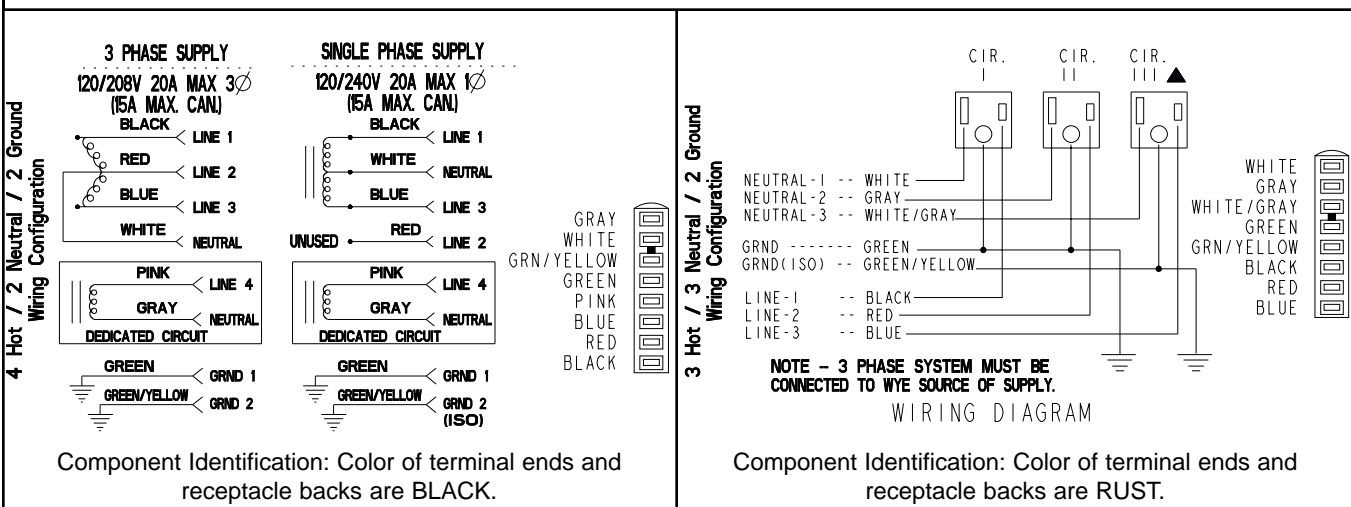 4 Hot / 2 Neutral / 2 Ground
Wiring Configuration
3 PHASE SUPPLY
120/208V 20A MAX 3∅
(15A MAX. CAN.)
BLACK
LINE 1
RED
LINE 2
BLUE
LINE 3
WHITE
NEUTRAL
PINK
LINE 4
GRAY
NEUTRAL
DEDICATED CIRCUIT
GREEN
GRND 1
GREEN/YELLOW
GRND 2
SINGLE PHASE SUPPLY
120/240V 20A MAX 1∅
(15A MAX. CAN.)
BLACK
LINE 1
WHITE
NEUTRAL
BLUE
LINE 3
UNUSED
RED
LINE 2
PINK
LINE 4
GRAY
NEUTRAL
DEDICATED CIRCUIT
GREEN
GRND 1
GREEN/YELLOW
GRND 2
(ISO)
GRAY
WHITE
GRN/YELLOW
GREEN
PINK
BLUE
RED
BLACK
Component Identification: Color of terminal ends and
receptacle backs are BLACK.
3 Hot / 3 Neutral / 2 Ground
Wiring Configuration
CIR.
I
CIR.
II
CIR.
III ▲
NEUTRAL-1 -- WHITE
NEUTRAL-2 -- GRAY
NEUTRAL-3 -- WHITE/GRAY
GRND ------- GREEN
GRND(ISO) -- GREEN/YELLOW
LINE-1 -- BLACK
LINE-2 -- RED
LINE-3 -- BLUE
NOTE – 3 PHASE SYSTEM MUST BE
CONNECTED TO WYE SOURCE OF SUPPLY.
WIRING DIAGRAM
WHITE
GRAY
WHITE/GRAY
GREEN
GRN/YELLOW
BLACK
RED
BLUE
Component Identification: Color of terminal ends and
receptacle backs are RUST.